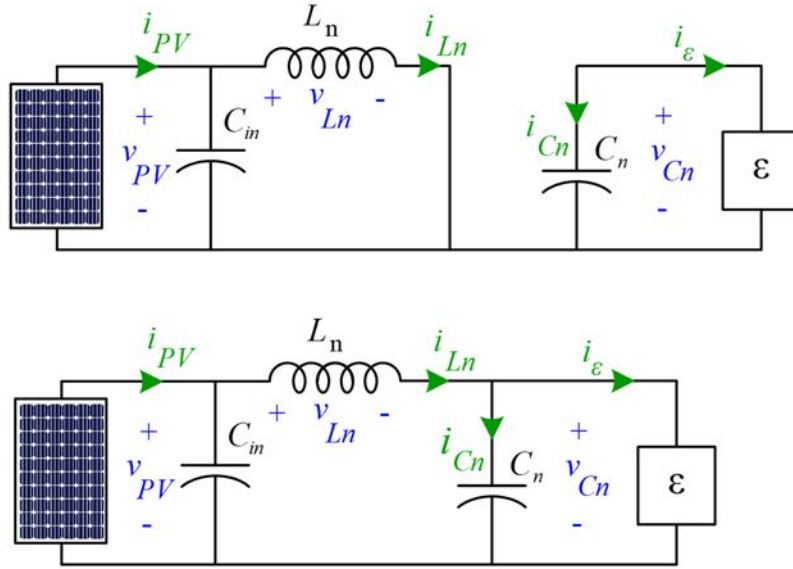 L_n
i_PV i_Ln i_ε
+ v_Ln - C_in
+ v_PV -
i_Cn C_n
+ v_Cn -
ε
L_n
i_PV i_Ln i_ε
+ v_Ln - C_in
+ v_PV -
i_Cn C_n
+ v_Cn -
ε